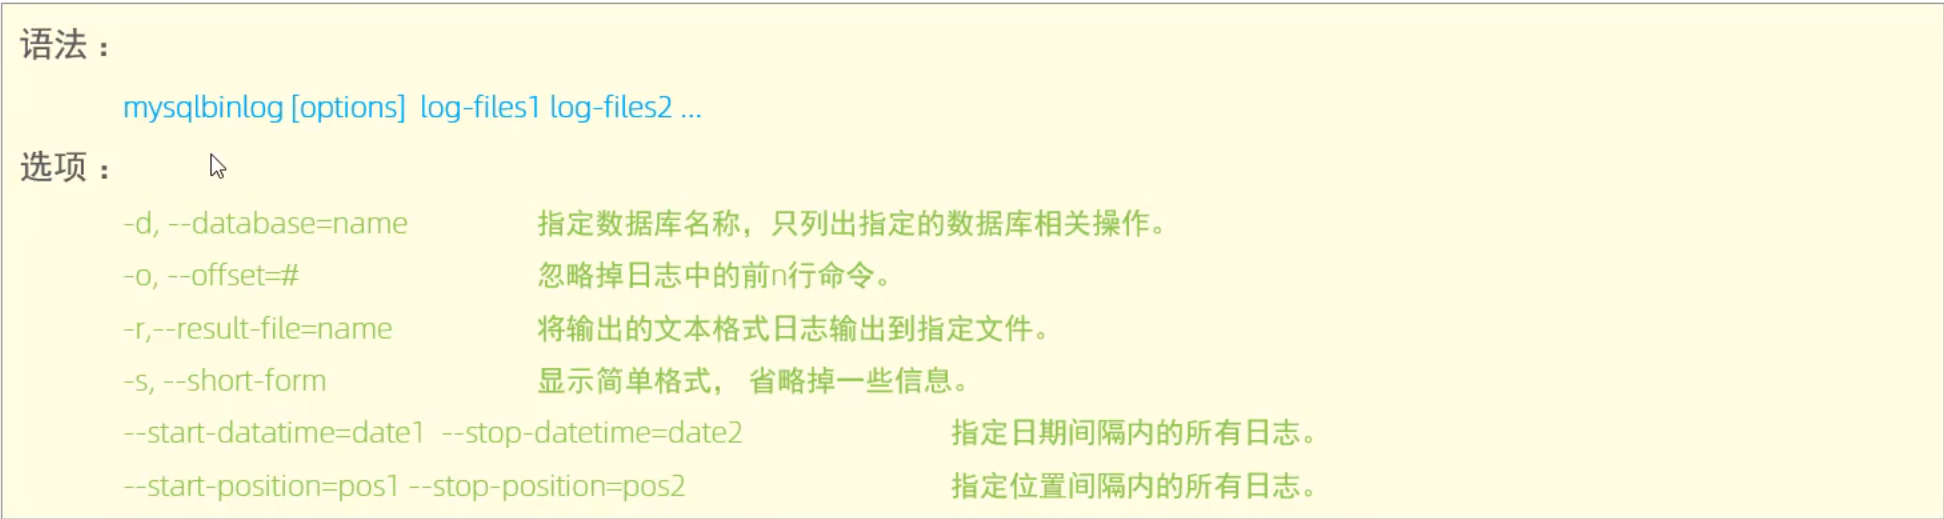 语法：
mysqlbinlog [options]  log-files1 log-files2 ...
选项：
-d, --database=name 指定数据库名称，只列出指定的数据库相关操作。
-o, --offset=# 忽略掉日志中的前n行命令。
-r,--result-file=name 将输出的文本格式日志输出到指定文件。
-s, --short-form 显示简单格式， 省略掉一些信息。
--start-datatime=date1  --stop-datetime=date2 指定日期间隔内的所有日志。
--start-position=pos1 --stop-position=pos2 指定位置间隔内的所有日志。